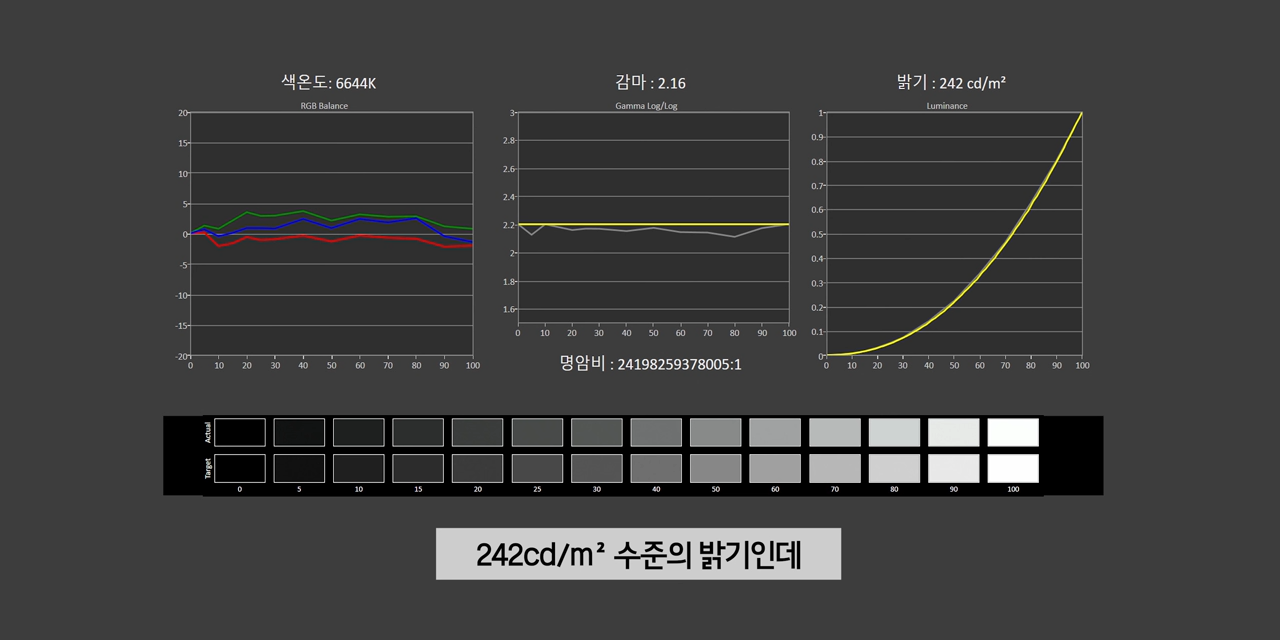 색온도: 6644K
RGB Balance
20
15
10
5
0
-5
-10
-15
-20
0 10 20 30 40 50 60 70 80 90 100
감마 : 2.16
Gamma Log/Log
3
2.8
2.6
2.4
2.2
2
1.8
1.6
0 10 20 30 40 50 60 70 80 90 100
명암비 : 24198259378005:1
밝기 : 242 cd/m²
Luminance
1
0.9
0.8
0.7
0.6
0.5
0.4
0.3
0.2
0.1
0
0 10 20 30 40 50 60 70 80 90 100
Actual
Target
0 5 10 15 20 25 30 40 50 60 70 80 90 100
242cd/m² 수준의 밝기인데